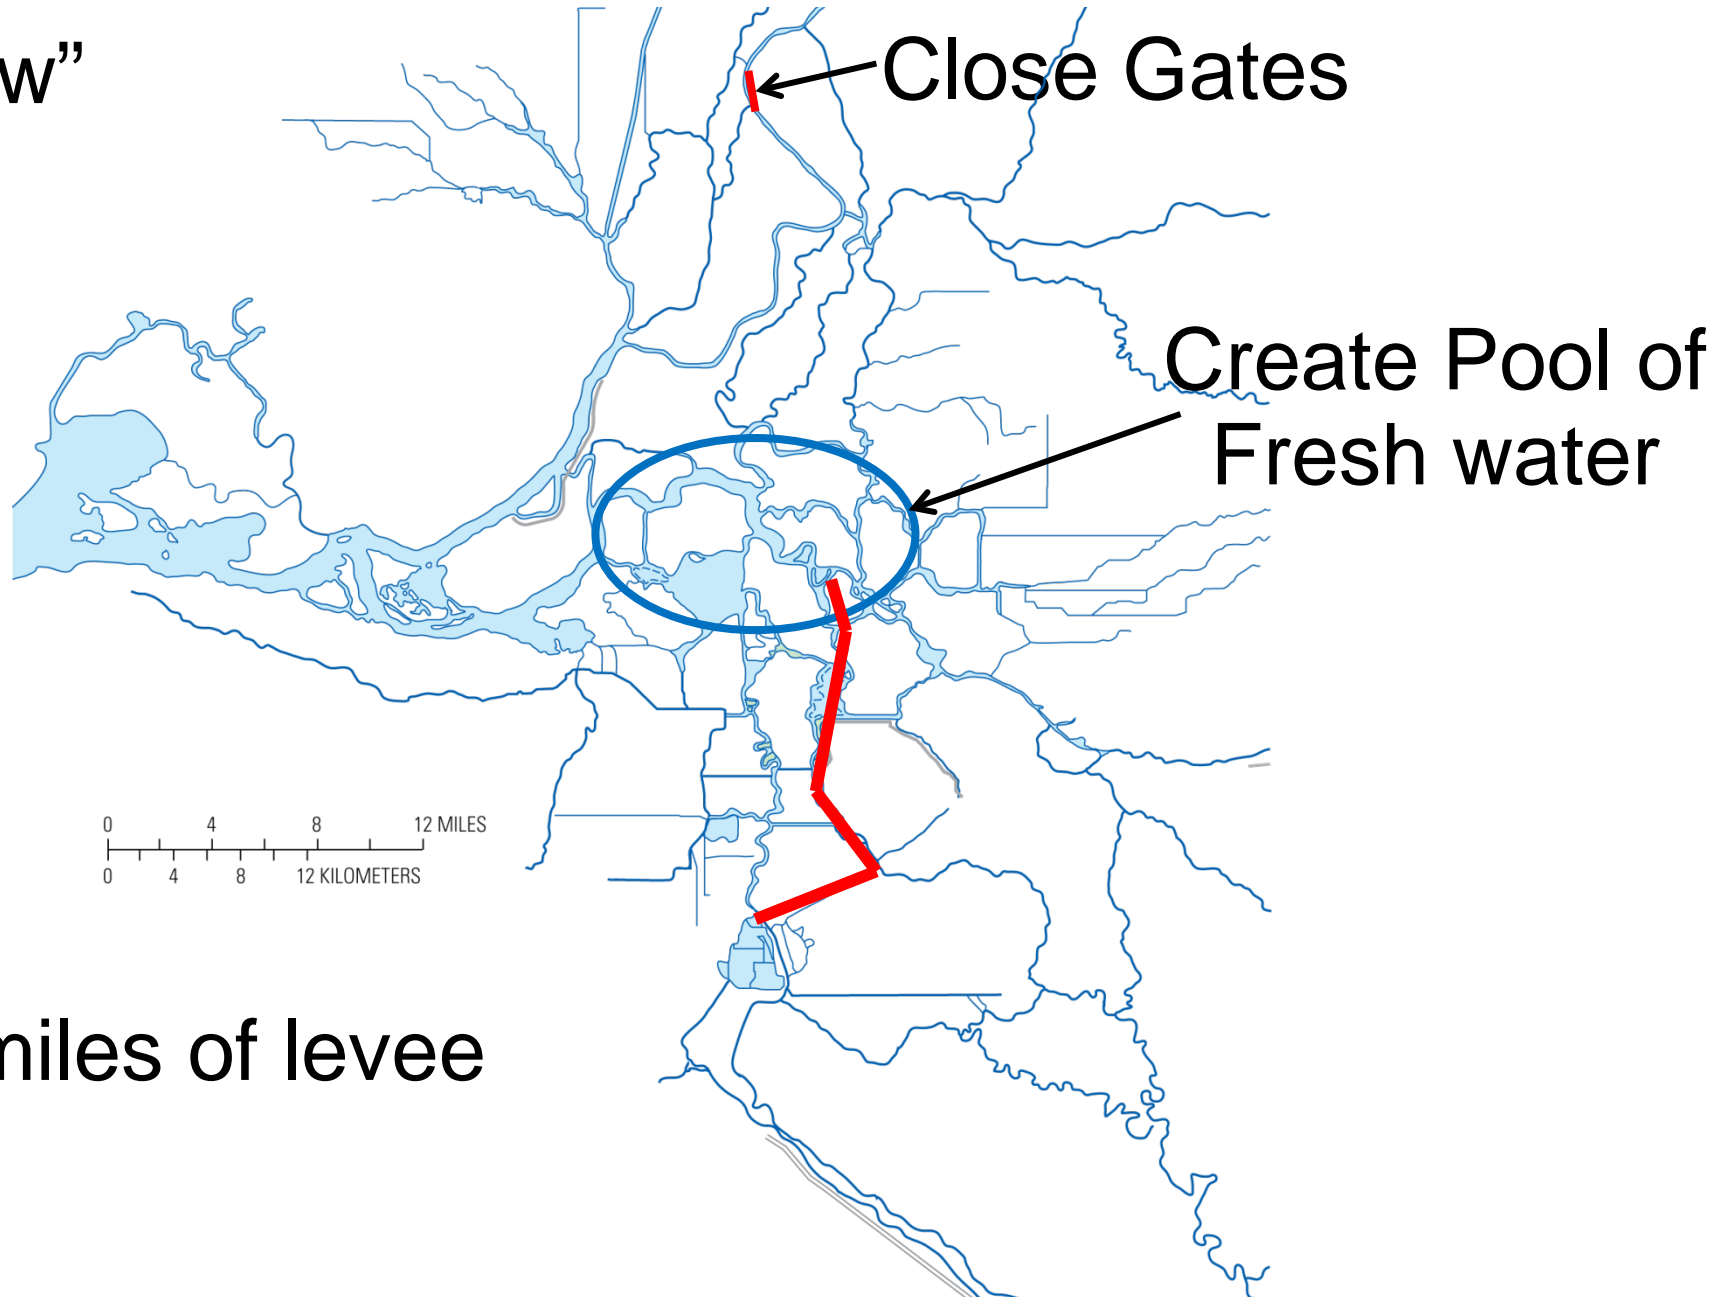 w”
Close Gates
Create Pool of
Fresh water
0 4 8 12 MILES
0 4 8 12 KILOMETERS
miles of levee